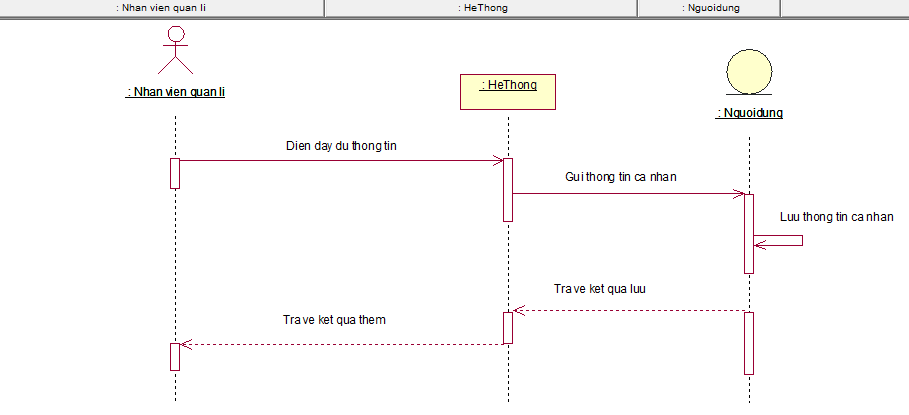 : Nhan vien quan li
: HeThong
: Nguoidung
: Nhan vien quan li
: HeThong
: Nguoidung
Dien day du thong tin
Gui thong tin ca nhan
Luu thong tin ca nhan
Tra ve ket qua luu
Tra ve ket qua them